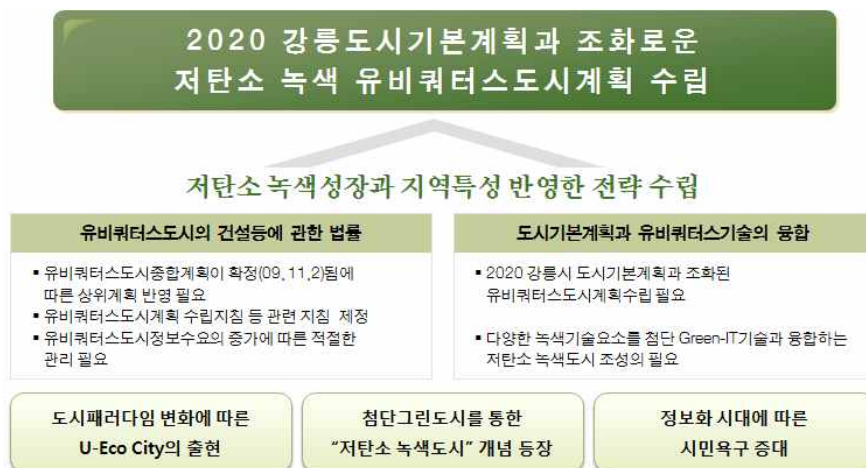 2020 강릉도시기본계획과 조화로운
저탄소 녹색 유비쿼터스도시계획 수립
저탄소 녹색성장과 지역특성 반영한 전략 수립
유비쿼터스도시의 건설등에 관한 법률
▪ 유비쿼터스도시종합계획이 확정(09.11.2)됨에
따른 상위계획 반영 필요
▪ 유비쿼터스도시계획 수립지침 등 관련 지침 제정
▪ 유비쿼터스도시정보수요의 증가에 따른 적절한
관리 필요
도시기본계획과 유비쿼터스기술의 융합
▪ 2020 강릉시 도시기본계획과 조화된
유비쿼터스도시계획수립 필요
▪ 다양한 녹색기술요소를 첨단 Green-IT기술과 융합하는
저탄소 녹색도시 조성의 필요
도시패러다임 변화에 따른
U-Eco City의 출현
첨단그린도시를 통한
“저탄소 녹색도시” 개념 등장
정보화 시대에 따른
시민욕구 증대